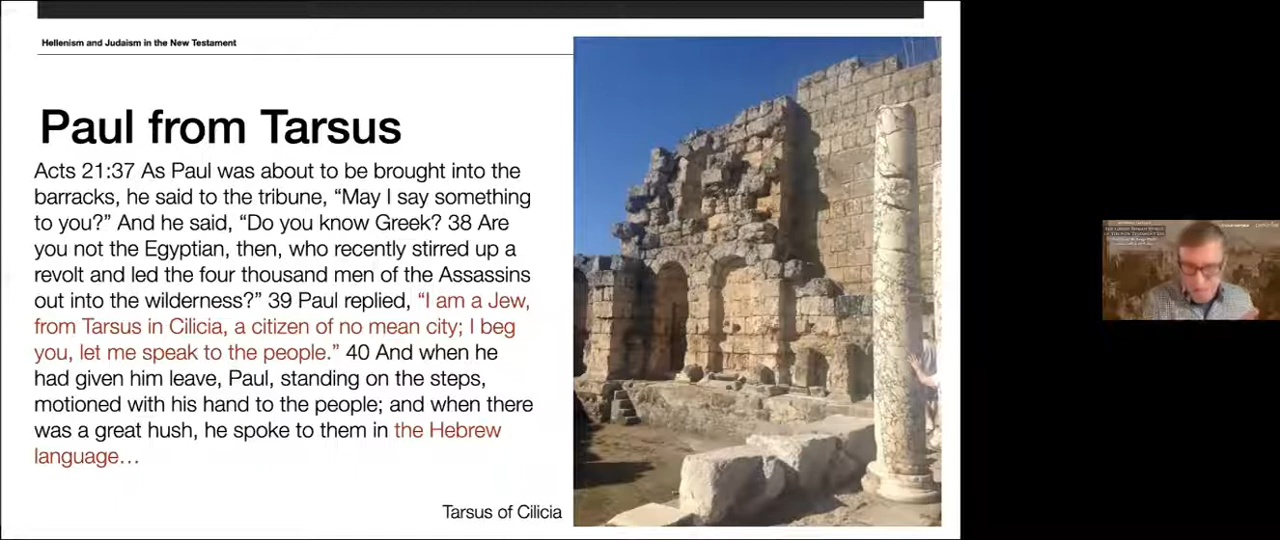 Hellenism and Judaism in the New Testament
Paul from Tarsus
Acts 21:37 As Paul was about to be brought into the
barracks, he said to the tribune, “May I say something
to you?” And he said, “Do you know Greek? 38 Are
you not the Egyptian, then, who recently stirred up a
revolt and led the four thousand men of the Assassins
out into the wilderness?” 39 Paul replied, “I am a Jew,
from Tarsus in Cilicia, a citizen of no mean city; I beg
you, let me speak to the people.” 40 And when he
had given him leave, Paul, standing on the steps,
motioned with his hand to the people; and when there
was a great hush, he spoke to them in the Hebrew
language…
Tarsus of Cilicia